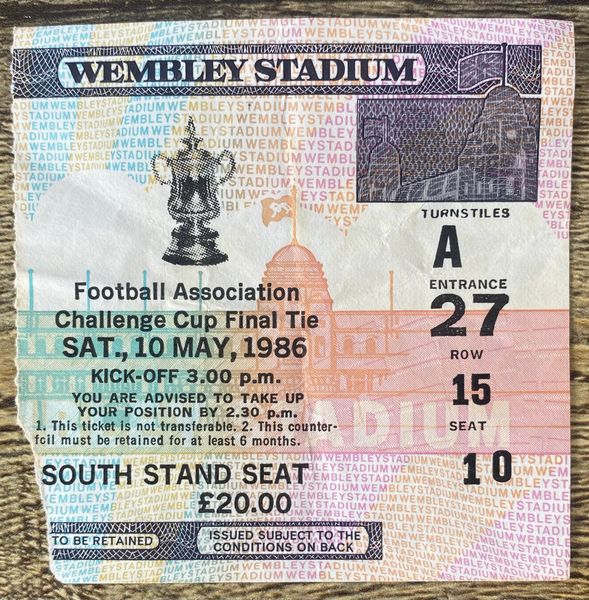 WEMBLEY STADIUM
TURNSTILES
A
ENTRANCE
27
ROW
15
SEAT
10
Football Association
Challenge Cup Final Tie
SAT., 10 MAY, 1986
KICK-OFF 3.00 p.m.
YOU ARE ADVISED TO TAKE UP
YOUR POSITION BY 2.30 p.m.
1. This ticket is not transferable. 2. This counter-
foil must be retained for at least 6 months.
STADIUM
SOUTH STAND SEAT
£20.00
TO BE RETAINED
ISSUED SUBJECT TO THE
CONDITIONS ON BACK